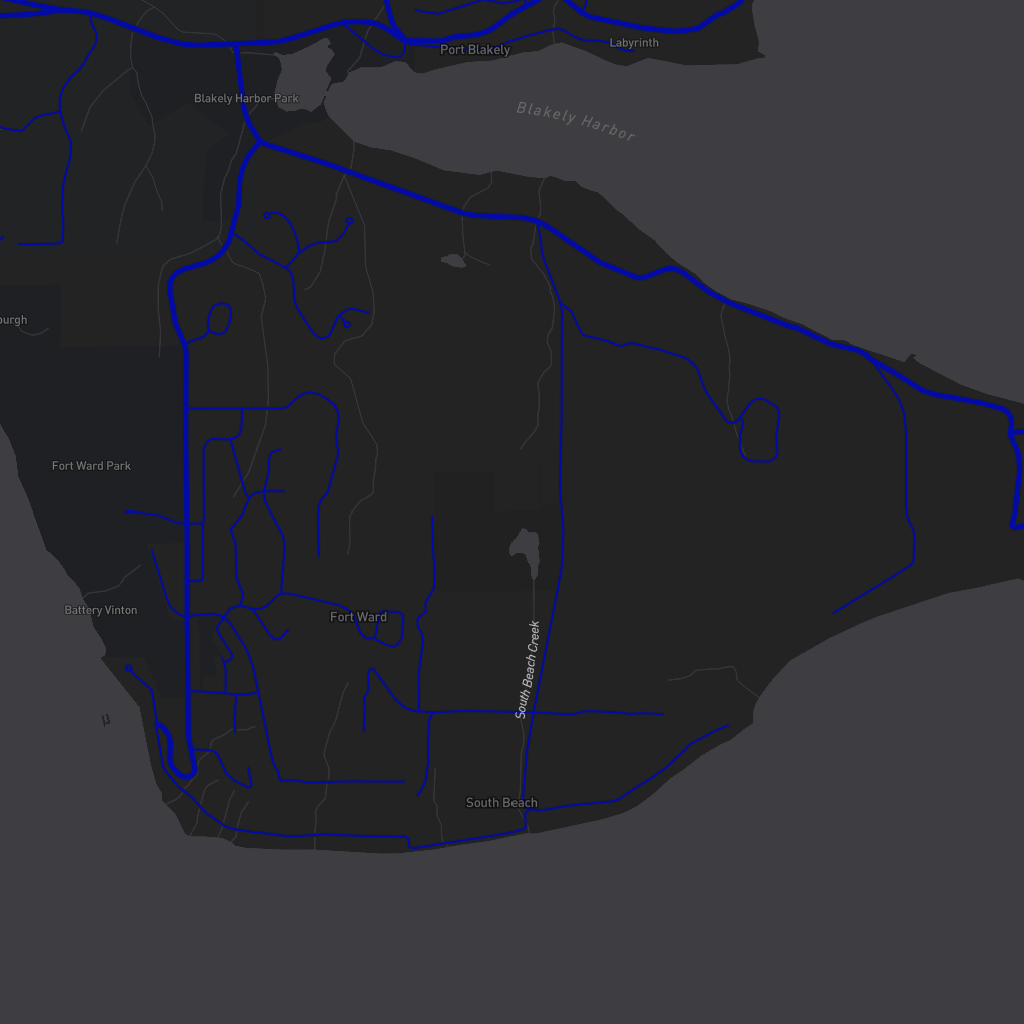 Labyrinth
Port Blakely
Blakely Harbor Park
Blakely Harbor
burgh
Fort Ward Park
Battery Vinton
Fort Ward
South Beach Creek
South Beach